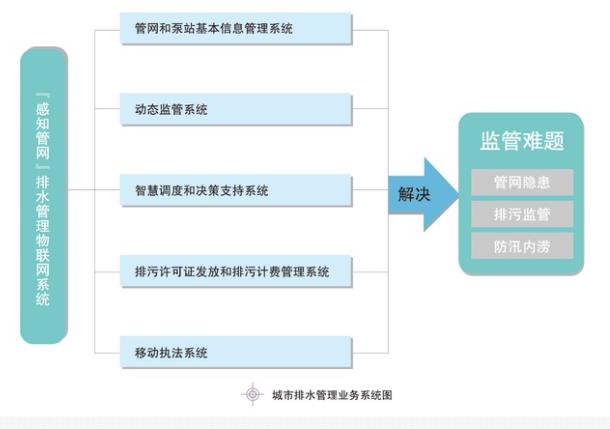 『感知管网』排水管理物联网系统
管网和泵站基本信息管理系统
动态监管系统
智慧调度和决策支持系统
排污许可证发放和排污计费管理系统
移动执法系统
解决
监管难题
管网隐患
排污监管
防汛内涝
城市排水管理业务系统图